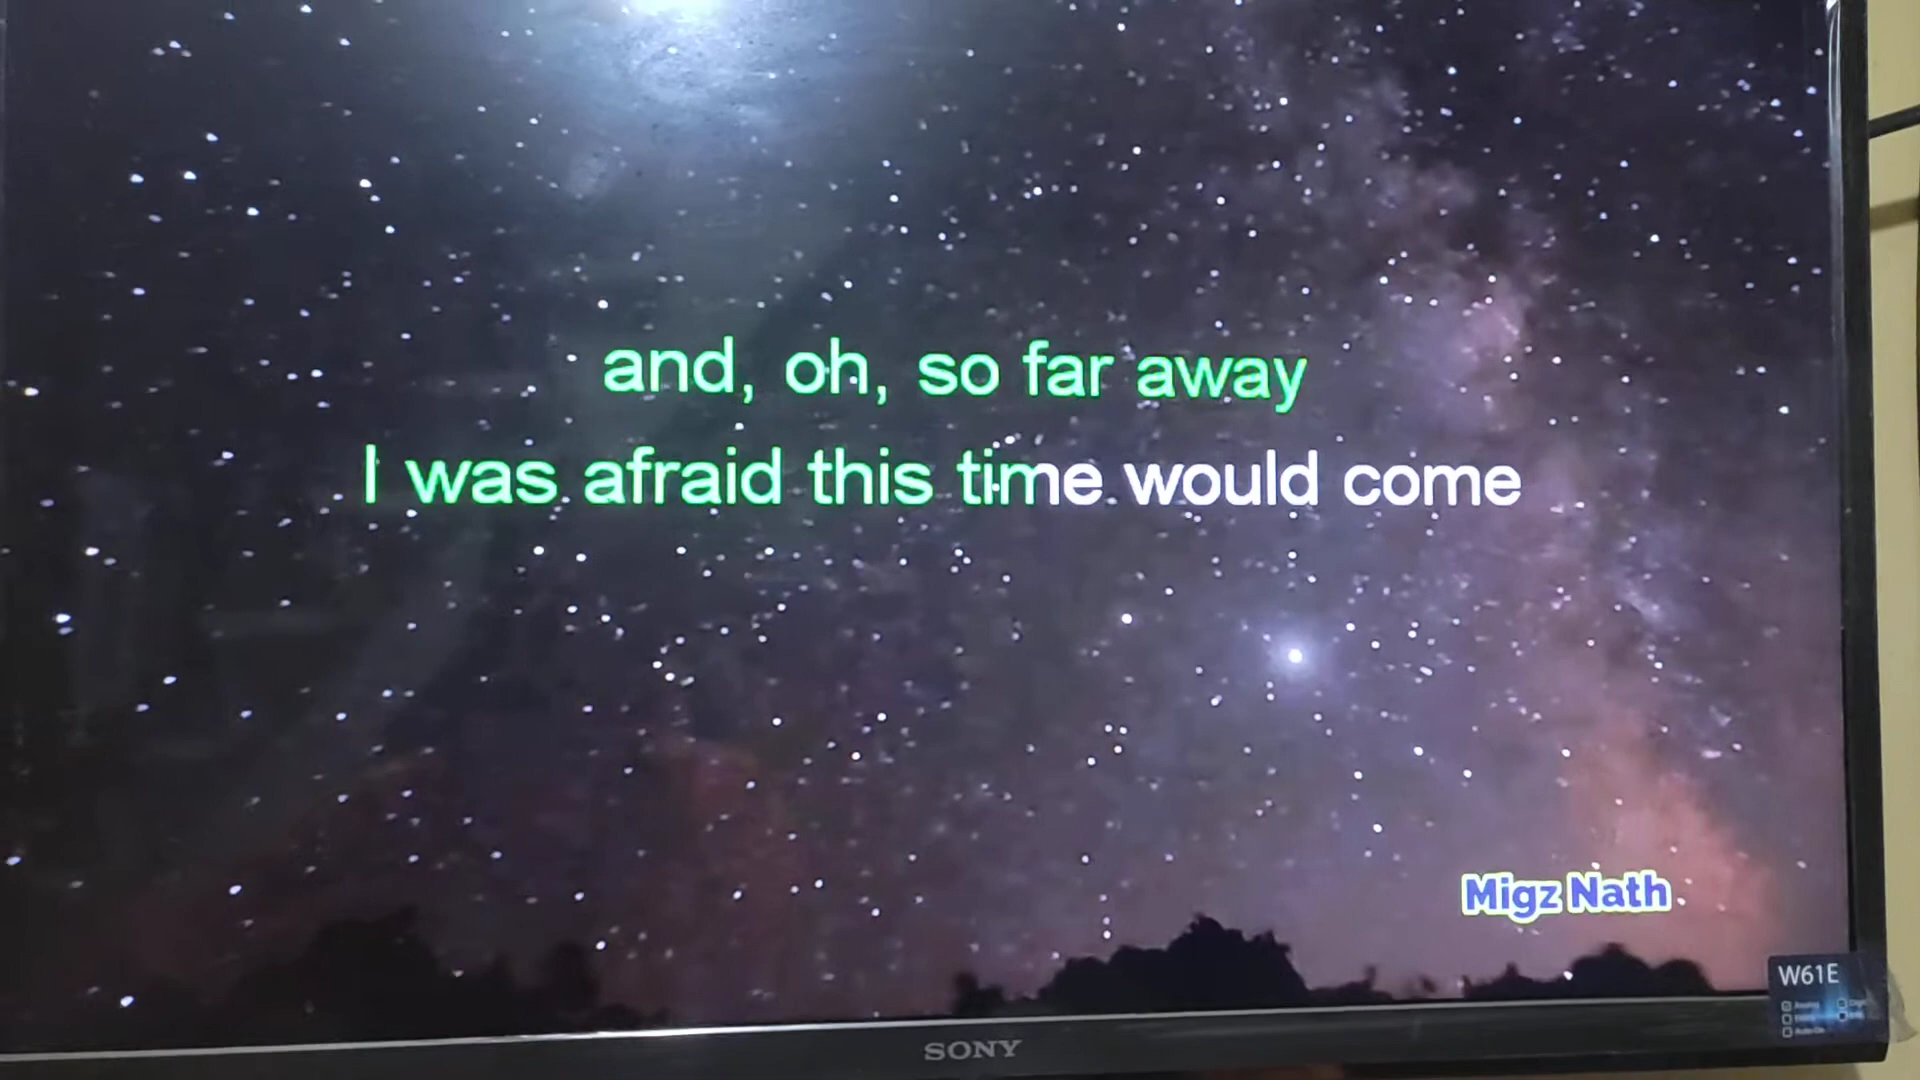 and, oh, so far away
I was afraid this time would come
Migz Nath
W61E
SONY